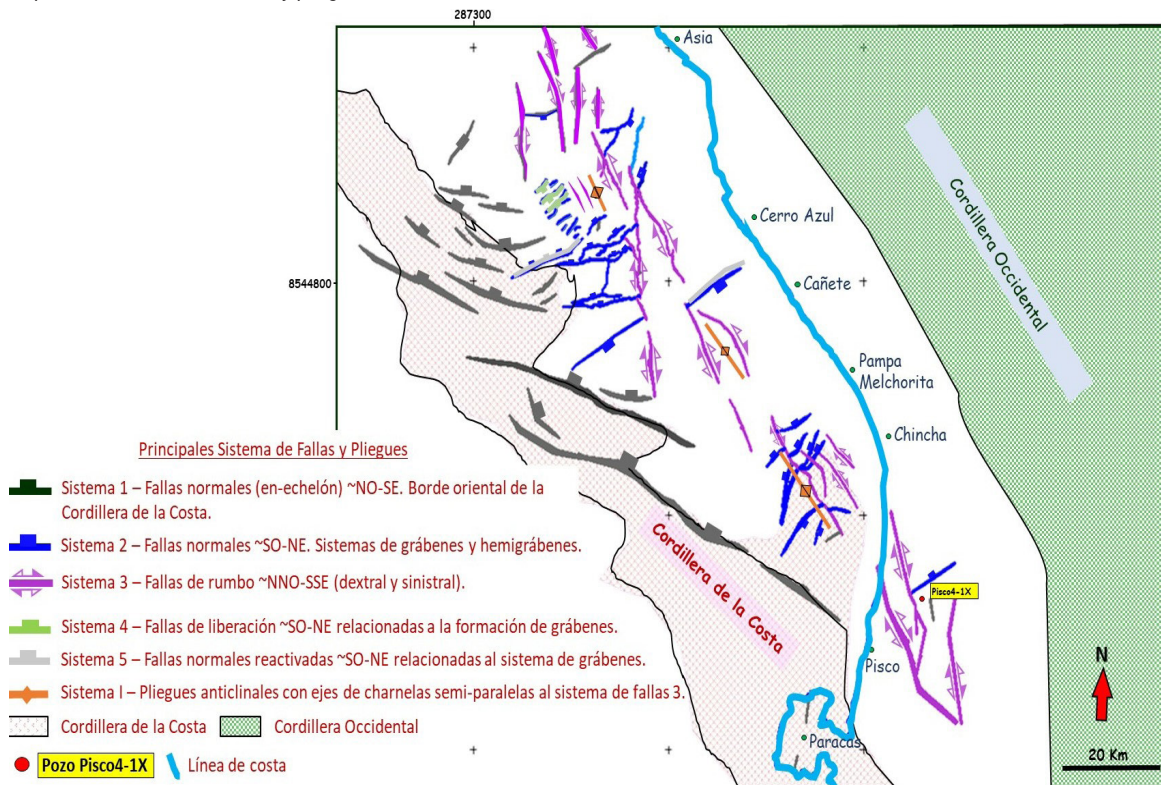 287300
Asia
Cordillera Occidental
Cerro Azul
8544800
Cañete
Pampa
Melchorita
Chincha
Principales Sistema de Fallas y Pliegues
Sistema 1 – Fallas normales (en-echelón) ~NO-SE. Borde oriental de la
Cordillera de la Costa.
Sistema 2 – Fallas normales ~SO-NE. Sistemas de grábenes y hemigrábenes.
Sistema 3 – Fallas de rumbo ~NNO-SSE (dextral y sinistral).
Sistema 4 – Fallas de liberación ~SO-NE relacionadas a la formación de grábenes.
Sistema 5 – Fallas normales reactivadas ~SO-NE relacionadas al sistema de grábenes.
Sistema I – Pliegues anticlinales con ejes de charnelas semi-paralelas al sistema de fallas 3.
Cordillera de la Costa Cordillera Occidental
Pozo Pisco4-1X Línea de costa
Cordillera de la Costa
Pisco4-1X
Pisco
N
Paracas
20 Km